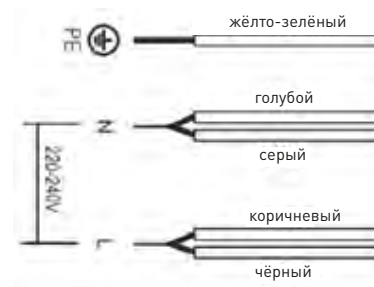 жёлто-зелёный
PE
голубой
N
серый
220-240V
коричневый
L
чёрный